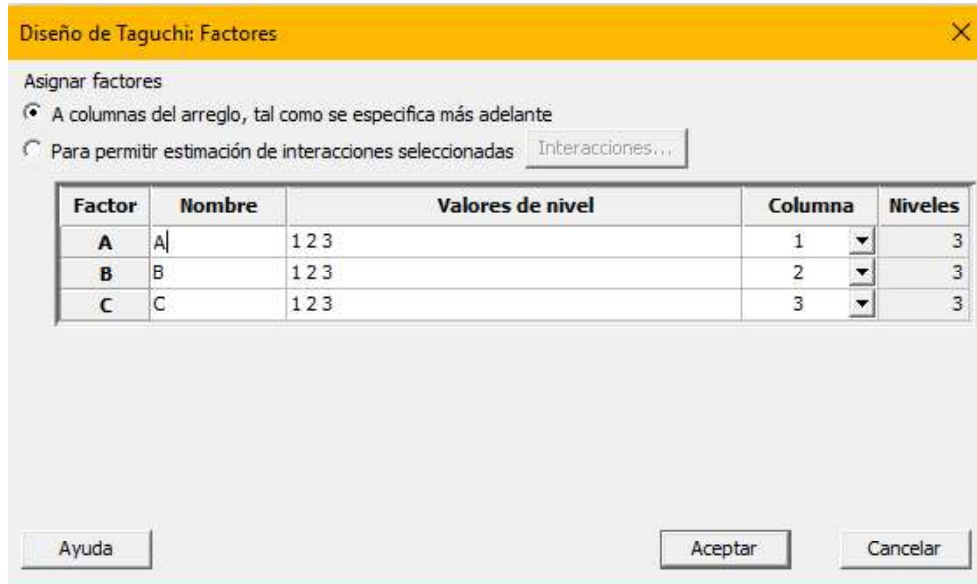 Diseño de Taguchi: Factores
Asignar factores
A columnas del arreglo, tal como se especifica más adelante
Para permitir estimación de interacciones seleccionadas Interacciones...
Factor Nombre Valores de nivel Columna Niveles
A A 1 2 3 1 3
B B 1 2 3 2 3
C C 1 2 3 3 3
Ayuda Aceptar Cancelar